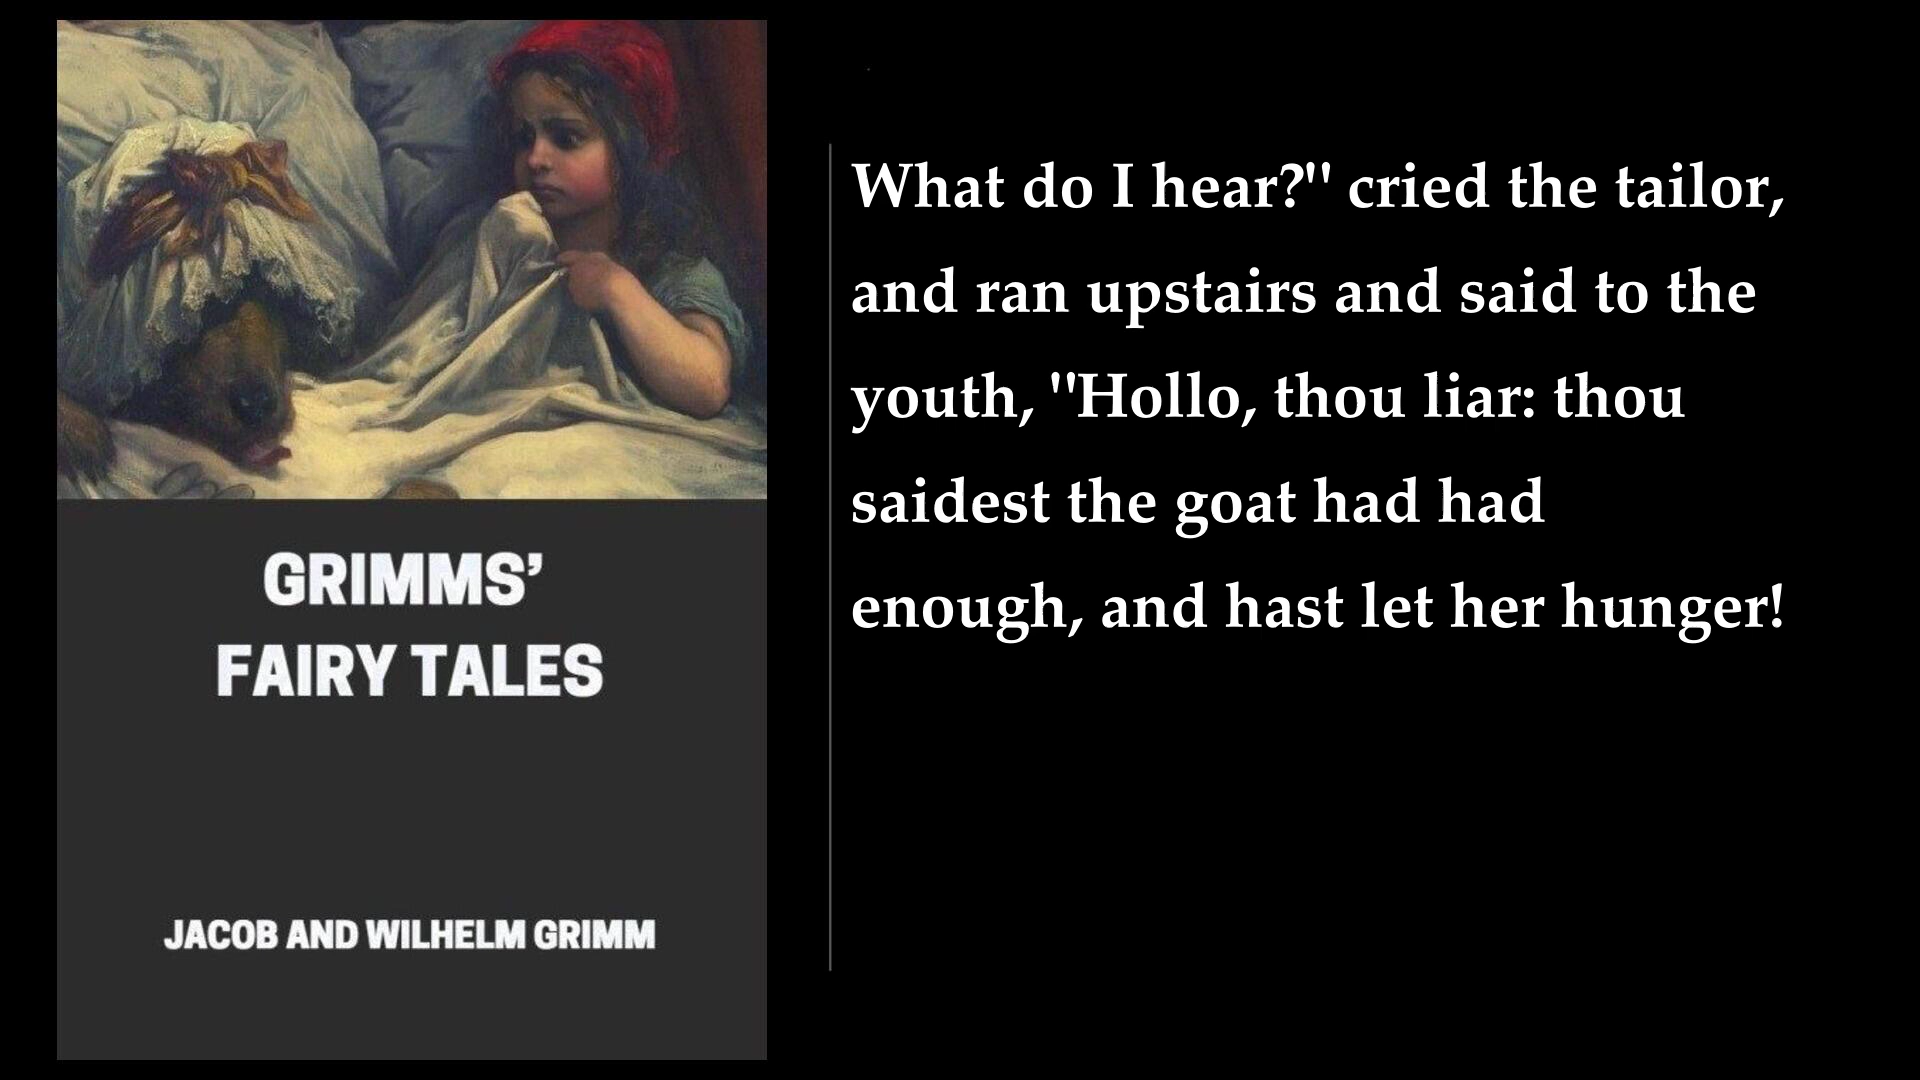 GRIMMS’
FAIRY TALES
JACOB AND WILHELM GRIMM
What do I hear?" cried the tailor,
and ran upstairs and said to the
youth, "Hollo, thou liar: thou
saidest the goat had had
enough, and hast let her hunger!